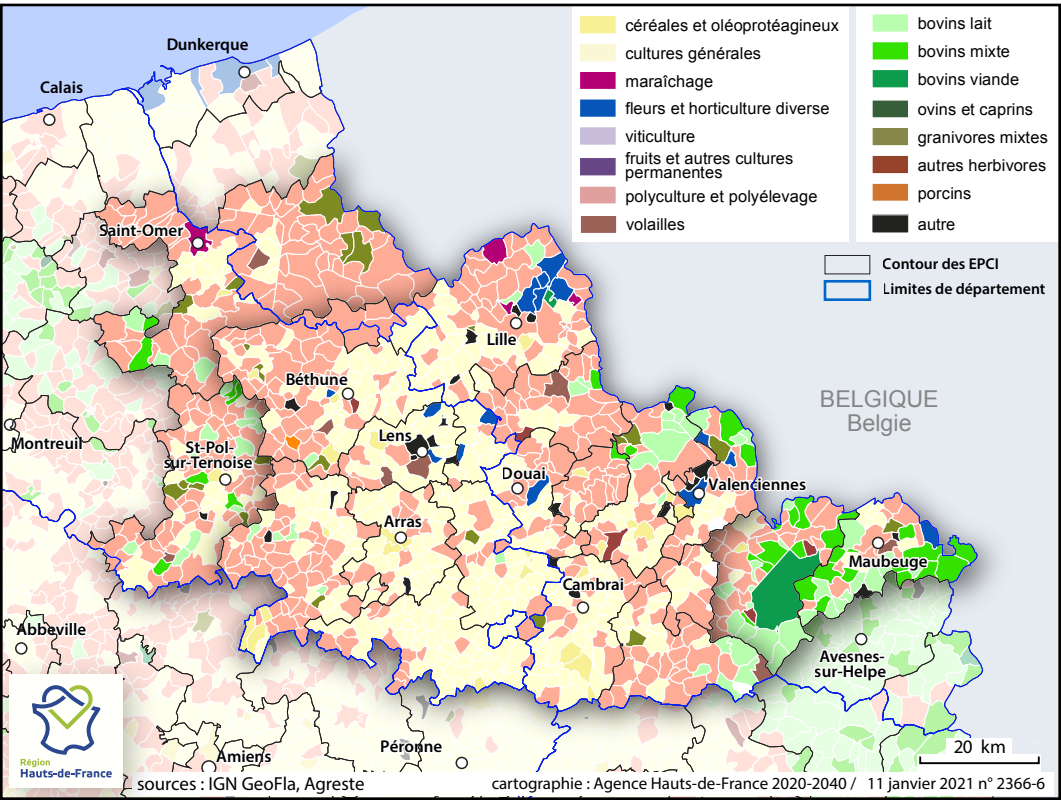 céréales et oléoprotéagineux
cultures générales
maraîchage
fleurs et horticulture diverse
viticulture
fruits et autres cultures
permanentes
polyculture et polyélevage
volailles
bovins lait
bovins mixte
bovins viande
ovins et caprins
granivores mixtes
autres herbivores
porcins
autre
Contour des EPCI
Limites de département
Dunkerque
Calais
Saint-Omer
Lille
Béthune
BELGIQUE
Belgie
Montreuil
Lens
St-Pol-
sur-Ternoise
Douai
Valenciennes
Arras
Maubeuge
Cambrai
Abbeville
Avesnes-
sur-Helpe
Péronne
Amiens
20 km
Région
Hauts-de-France
sources : IGN GeoFla, Agreste
cartographie : Agence Hauts-de-France 2020-2040 / 11 janvier 2021 n° 2366-6